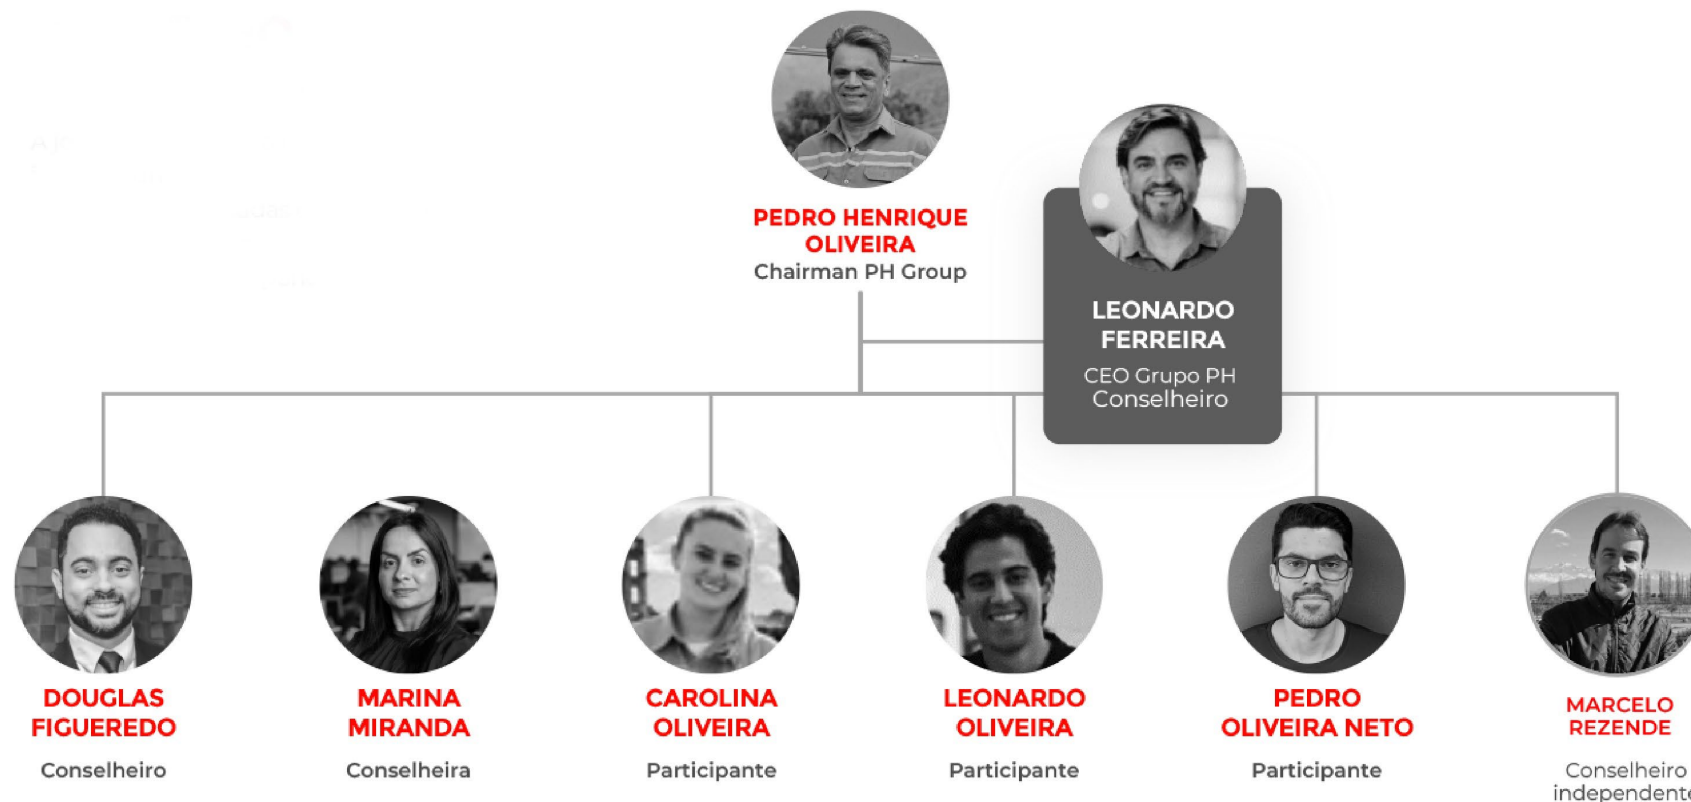 PEDRO HENRIQUE
OLIVEIRA
Chairman PH Group
LEONARDO
FERREIRA
CEO Grupo PH
Conselheiro
DOUGLAS
FIGUEREDO
Conselheiro
MARINA
MIRANDA
Conselheira
CAROLINA
OLIVEIRA
Participante
LEONARDO
OLIVEIRA
Participante
PEDRO
OLIVEIRA NETO
Participante
MARCELO
REZENDE
Conselheiro
independente